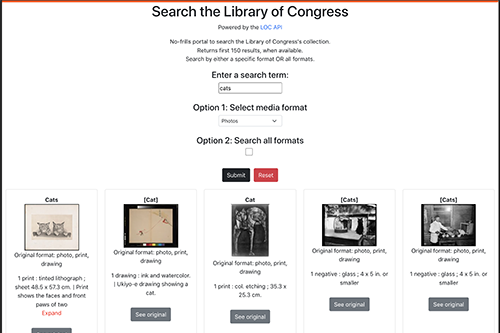 Search the Library of Congress
Powered by the LOC API
No-frills portal to search the Library of Congress's collection.
Returns first 150 results, when available.
Search by either a specific format OR all formats.
Enter a search term:
cats
Option 1: Select media format
Photos
Option 2: Search all formats
Submit
Reset
Cats
Original format: photo, print,
drawing
1 print : tinted lithograph ;
sheet 48.5 x 57.3 cm. | Print
shows the faces and front
paws of two
Expand
[Cat]
Original format: photo, print,
drawing
1 drawing : ink and watercolor.
| Ukiyo-e drawing showing a
cat.
See original
Cat
Original format: photo, print,
drawing
1 print : col. etching ; 35.3 x
25.3 cm.
See original
[Cats]
Original format: photo, print,
drawing
1 negative : glass ; 4 x 5 in. or
smaller
See original
[Cats]
Original format: photo, print,
drawing
1 negative : glass ; 4 x 5 in. or
smaller
See original